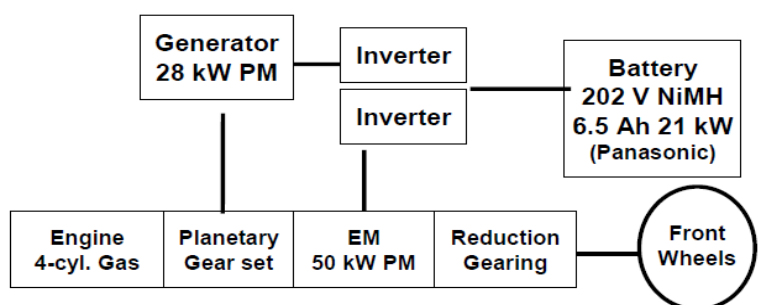 Generator
28 kW PM
Inverter
Inverter
Battery
202 V NiMH
6.5 Ah 21 kW
(Panasonic)
Engine
4-cyl. Gas
Planetary
Gear set
EM
50 kW PM
Reduction
Gearing
Front
Wheels